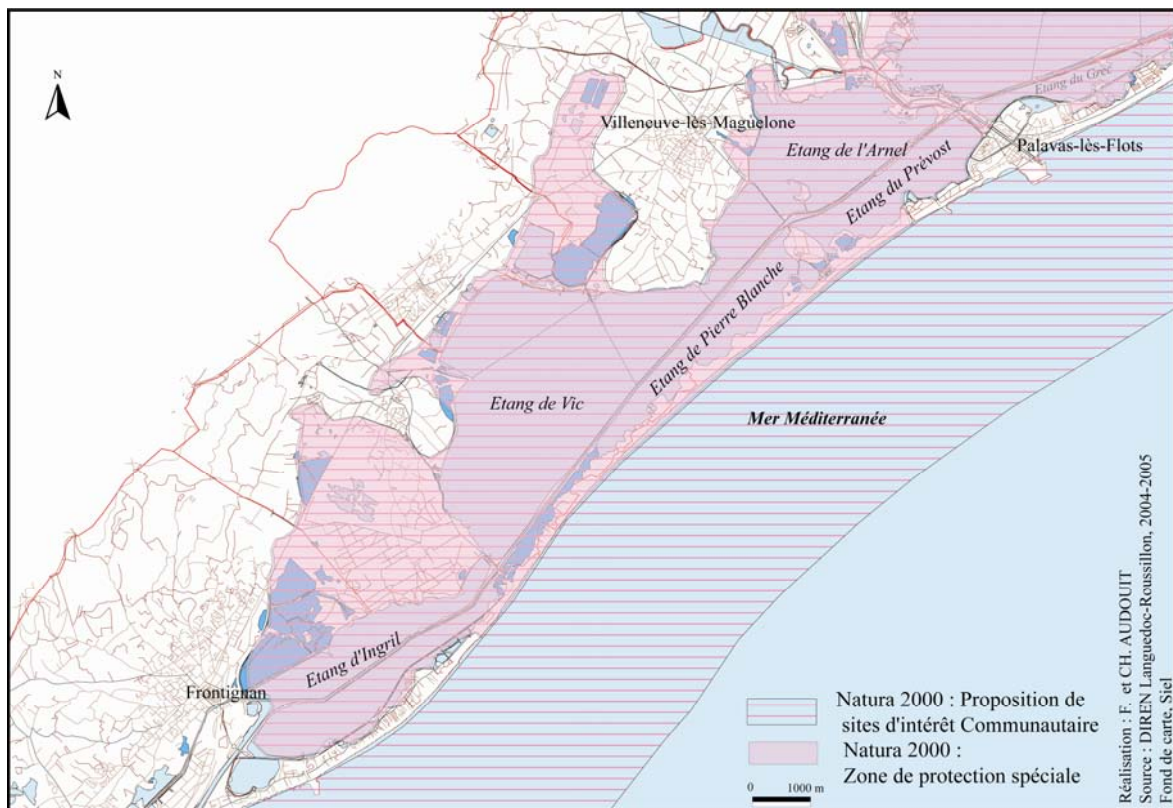 N
Villeneuve-lès-Maguelone
Etang du Grec
Etang de l'Arnel
Palavas-lès-Flots
Etang du Prévost
Etang de Pierre Blanche
Etang de Vic
Mer Méditerranée
Etang d'Ingril
Frontignan
Natura 2000 : Proposition de
sites d'intérêt Communautaire
Natura 2000 :
Zone de protection spéciale
0 1000 m
Réalisation : F. et CH. AUDOUIT
Source : DIREN Languedoc-Roussillon, 2004-2005
Fond de carte, Siel